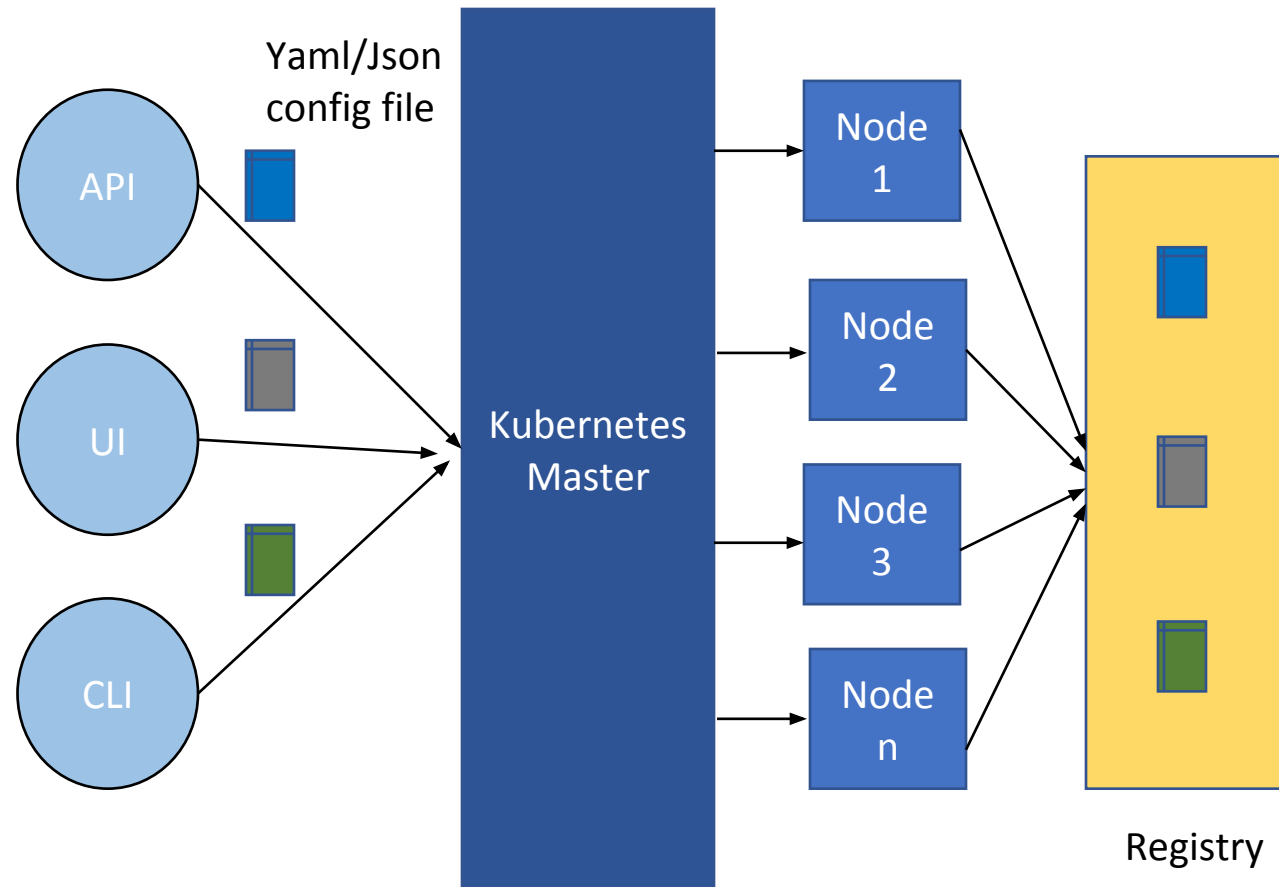 Yaml/Json
config file
API
UI
CLI
Kubernetes
Master
Node
1
Node
2
Node
3
Node
n
Registry